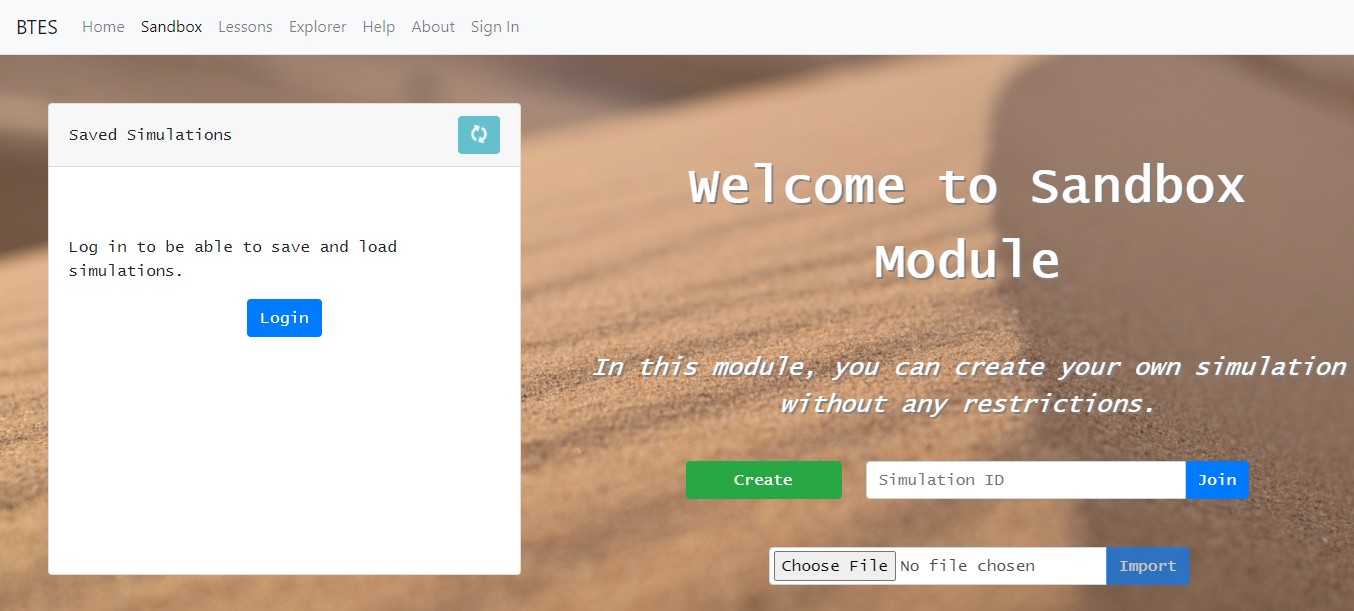 BTES Home Sandbox Lessons Explorer Help About Sign In
Saved Simulations
Log in to be able to save and load
simulations.
Login
Welcome to Sandbox
Module
In this module, you can create your own simulation
without any restrictions.
Create Simulation ID Join
Choose File No file chosen Import